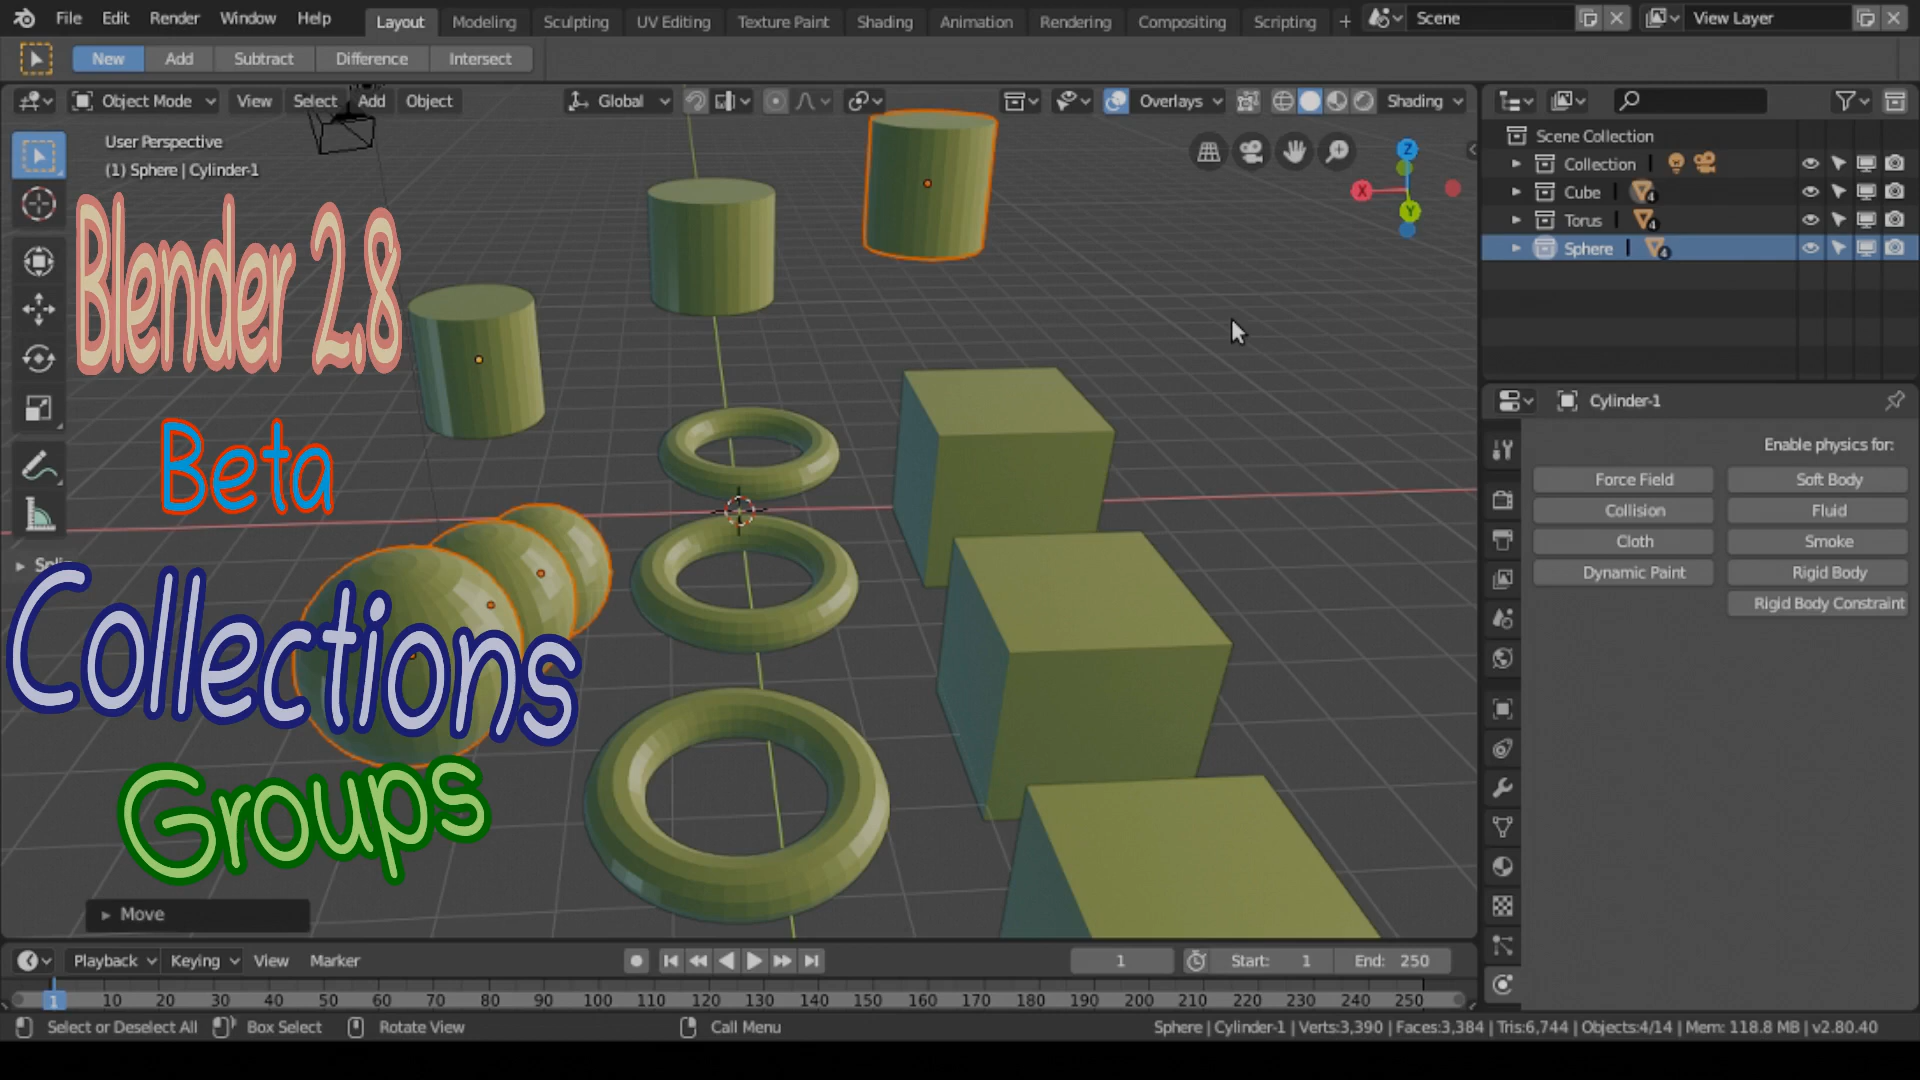 File Edit Render Window Help Layout Modeling Sculpting UV Editing Texture Paint Shading Animation Rendering Compositing Scripting + Scene View Layer
New Add Subtract Difference Intersect
Object Mode View Select Add Object Global Overlays Shading
User Perspective
(1) Sphere | Cylinder-1
Z
X
Y
Scene Collection
Collection
Cube 4
Torus 4
Sphere 4
Blender 2.8
Beta
Collections
Groups
Move
Cylinder-1
Enable physics for:
Force Field Soft Body
Collision Fluid
Cloth Smoke
Dynamic Paint Rigid Body
Rigid Body Constraint
Playback Keying View Marker 1 Start: 1 End: 250
1 10 20 30 40 50 60 70 80 90 100 110 120 130 140 150 160 170 180 190 200 210 220 230 240 250
Select or Deselect All Box Select Rotate View Call Menu Sphere | Cylinder-1 | Verts:3,390 | Faces:3,384 | Tris:6,744 | Objects:4/14 | Mem: 118.8 MB | v2.80.40